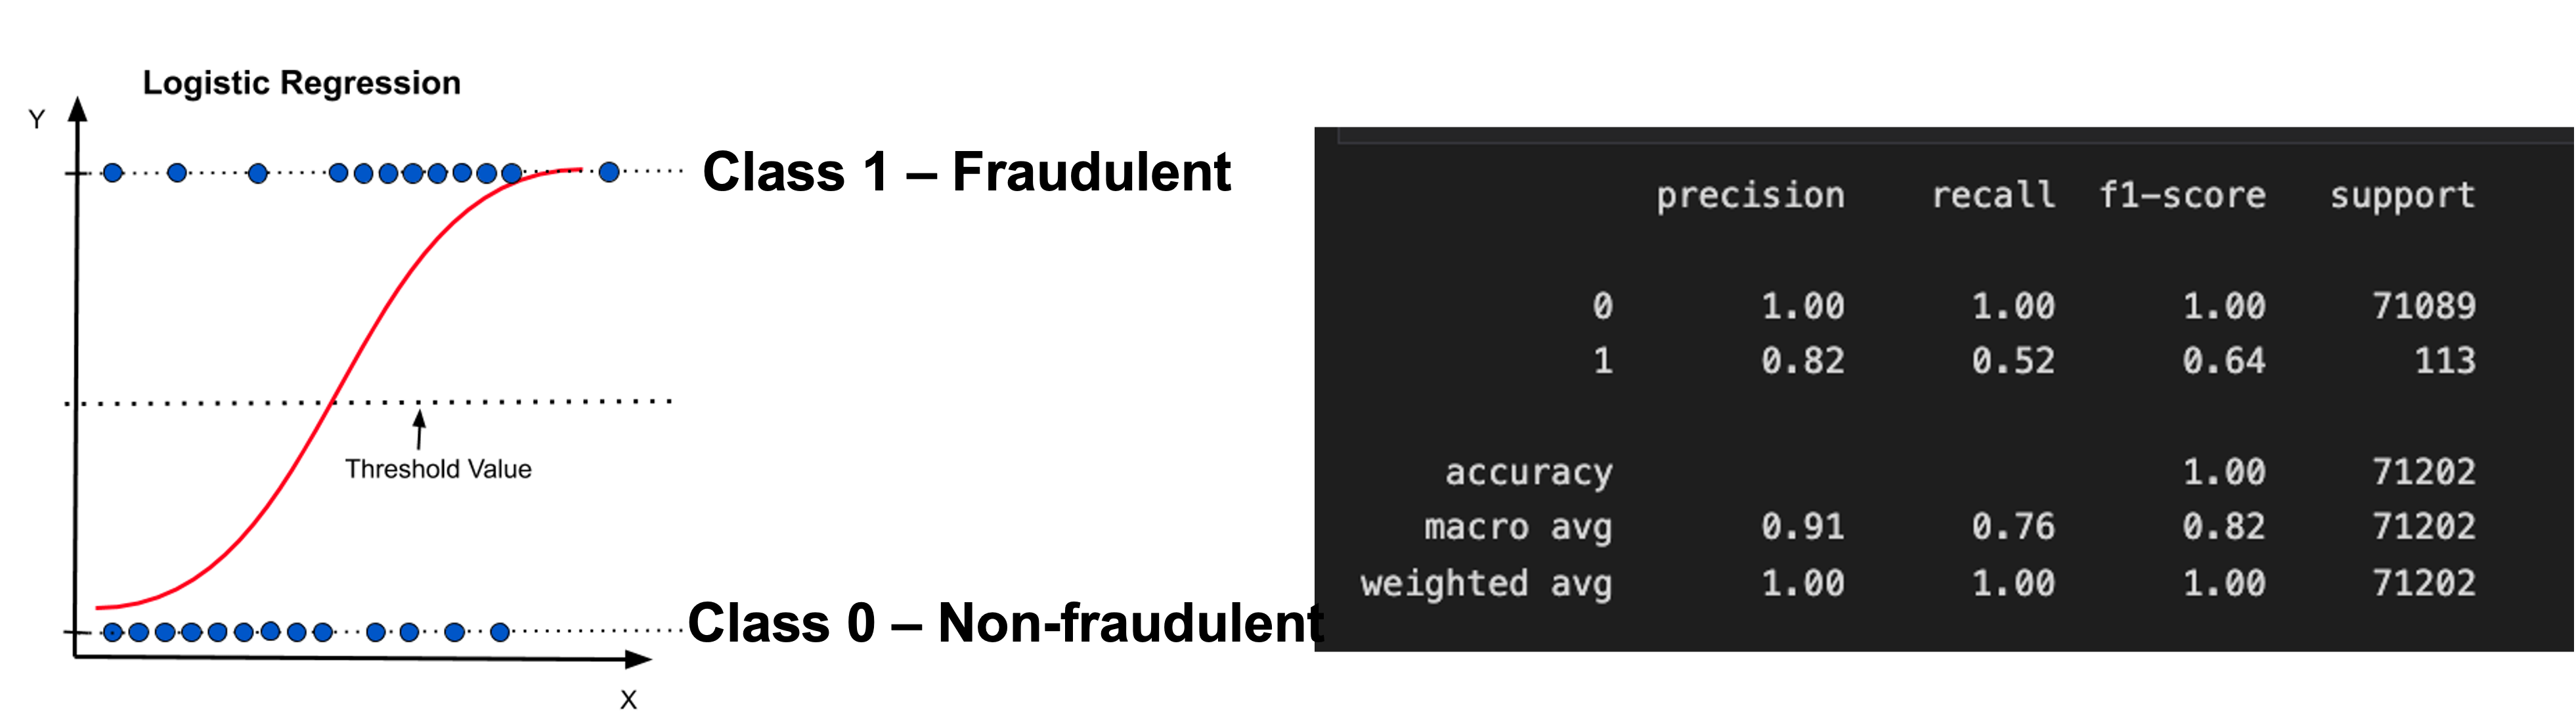 Logistic Regression
Y
Class 1 – Fraudulent
Threshold Value
Class 0 – Non-fraudulent
X
precision recall f1-score support
0 1.00 1.00 1.00 71089
1 0.82 0.52 0.64 113
accuracy 1.00 71202
macro avg 0.91 0.76 0.82 71202
weighted avg 1.00 1.00 1.00 71202